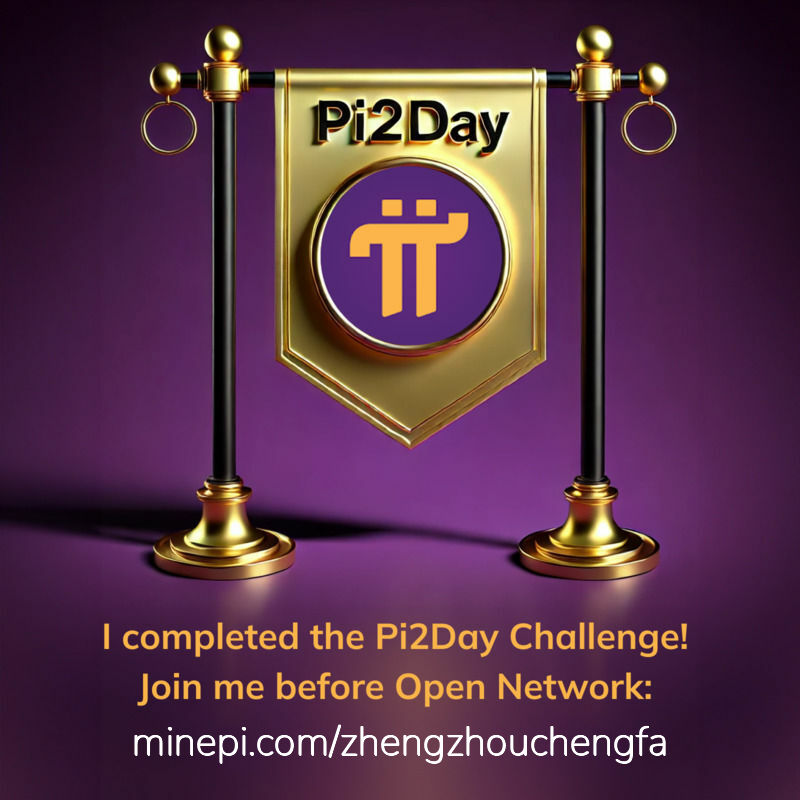 Pi2Day
I completed the Pi2Day Challenge!
Join me before Open Network:
minepi.com/zhengzhouchengfa